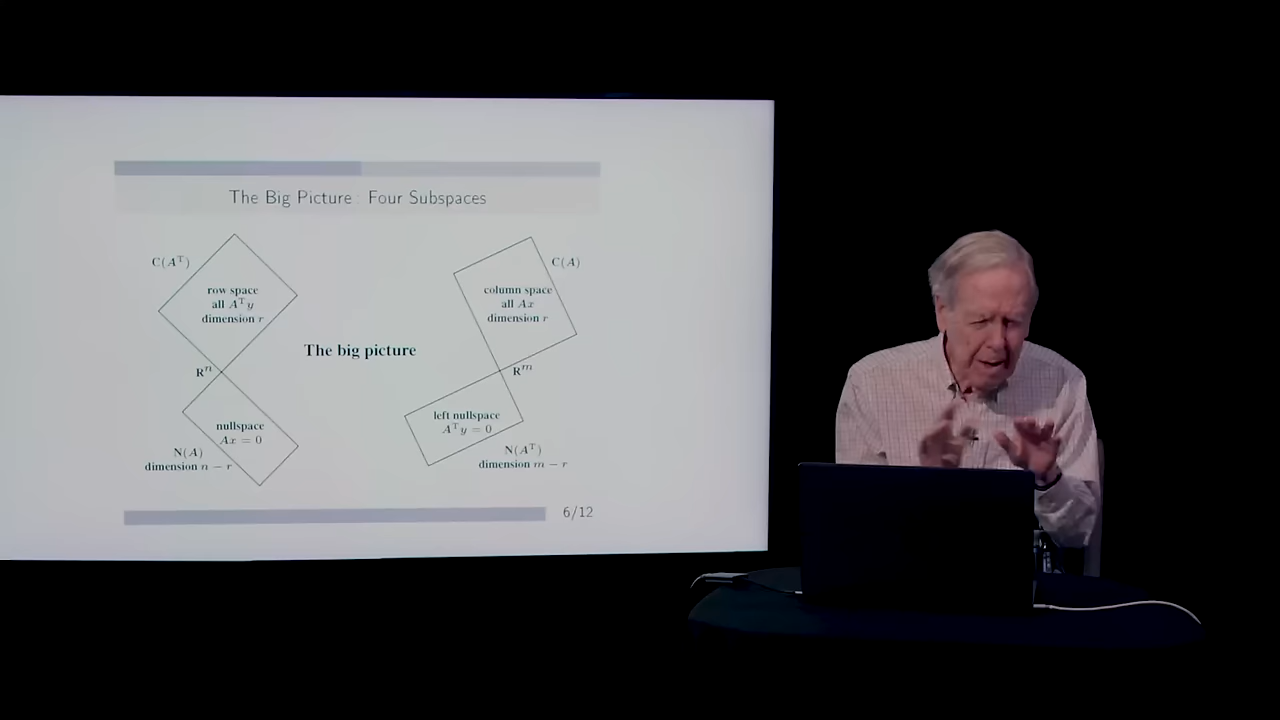 The Big Picture : Four Subspaces
C(Aᵀ)
row space
all Aᵀy
dimension r
Rⁿ
nullspace
Ax = 0
N(A)
dimension n − r
The big picture
C(A)
column space
all Ax
dimension r
Rᵐ
left nullspace
Aᵀy = 0
N(Aᵀ)
dimension m − r
6/12